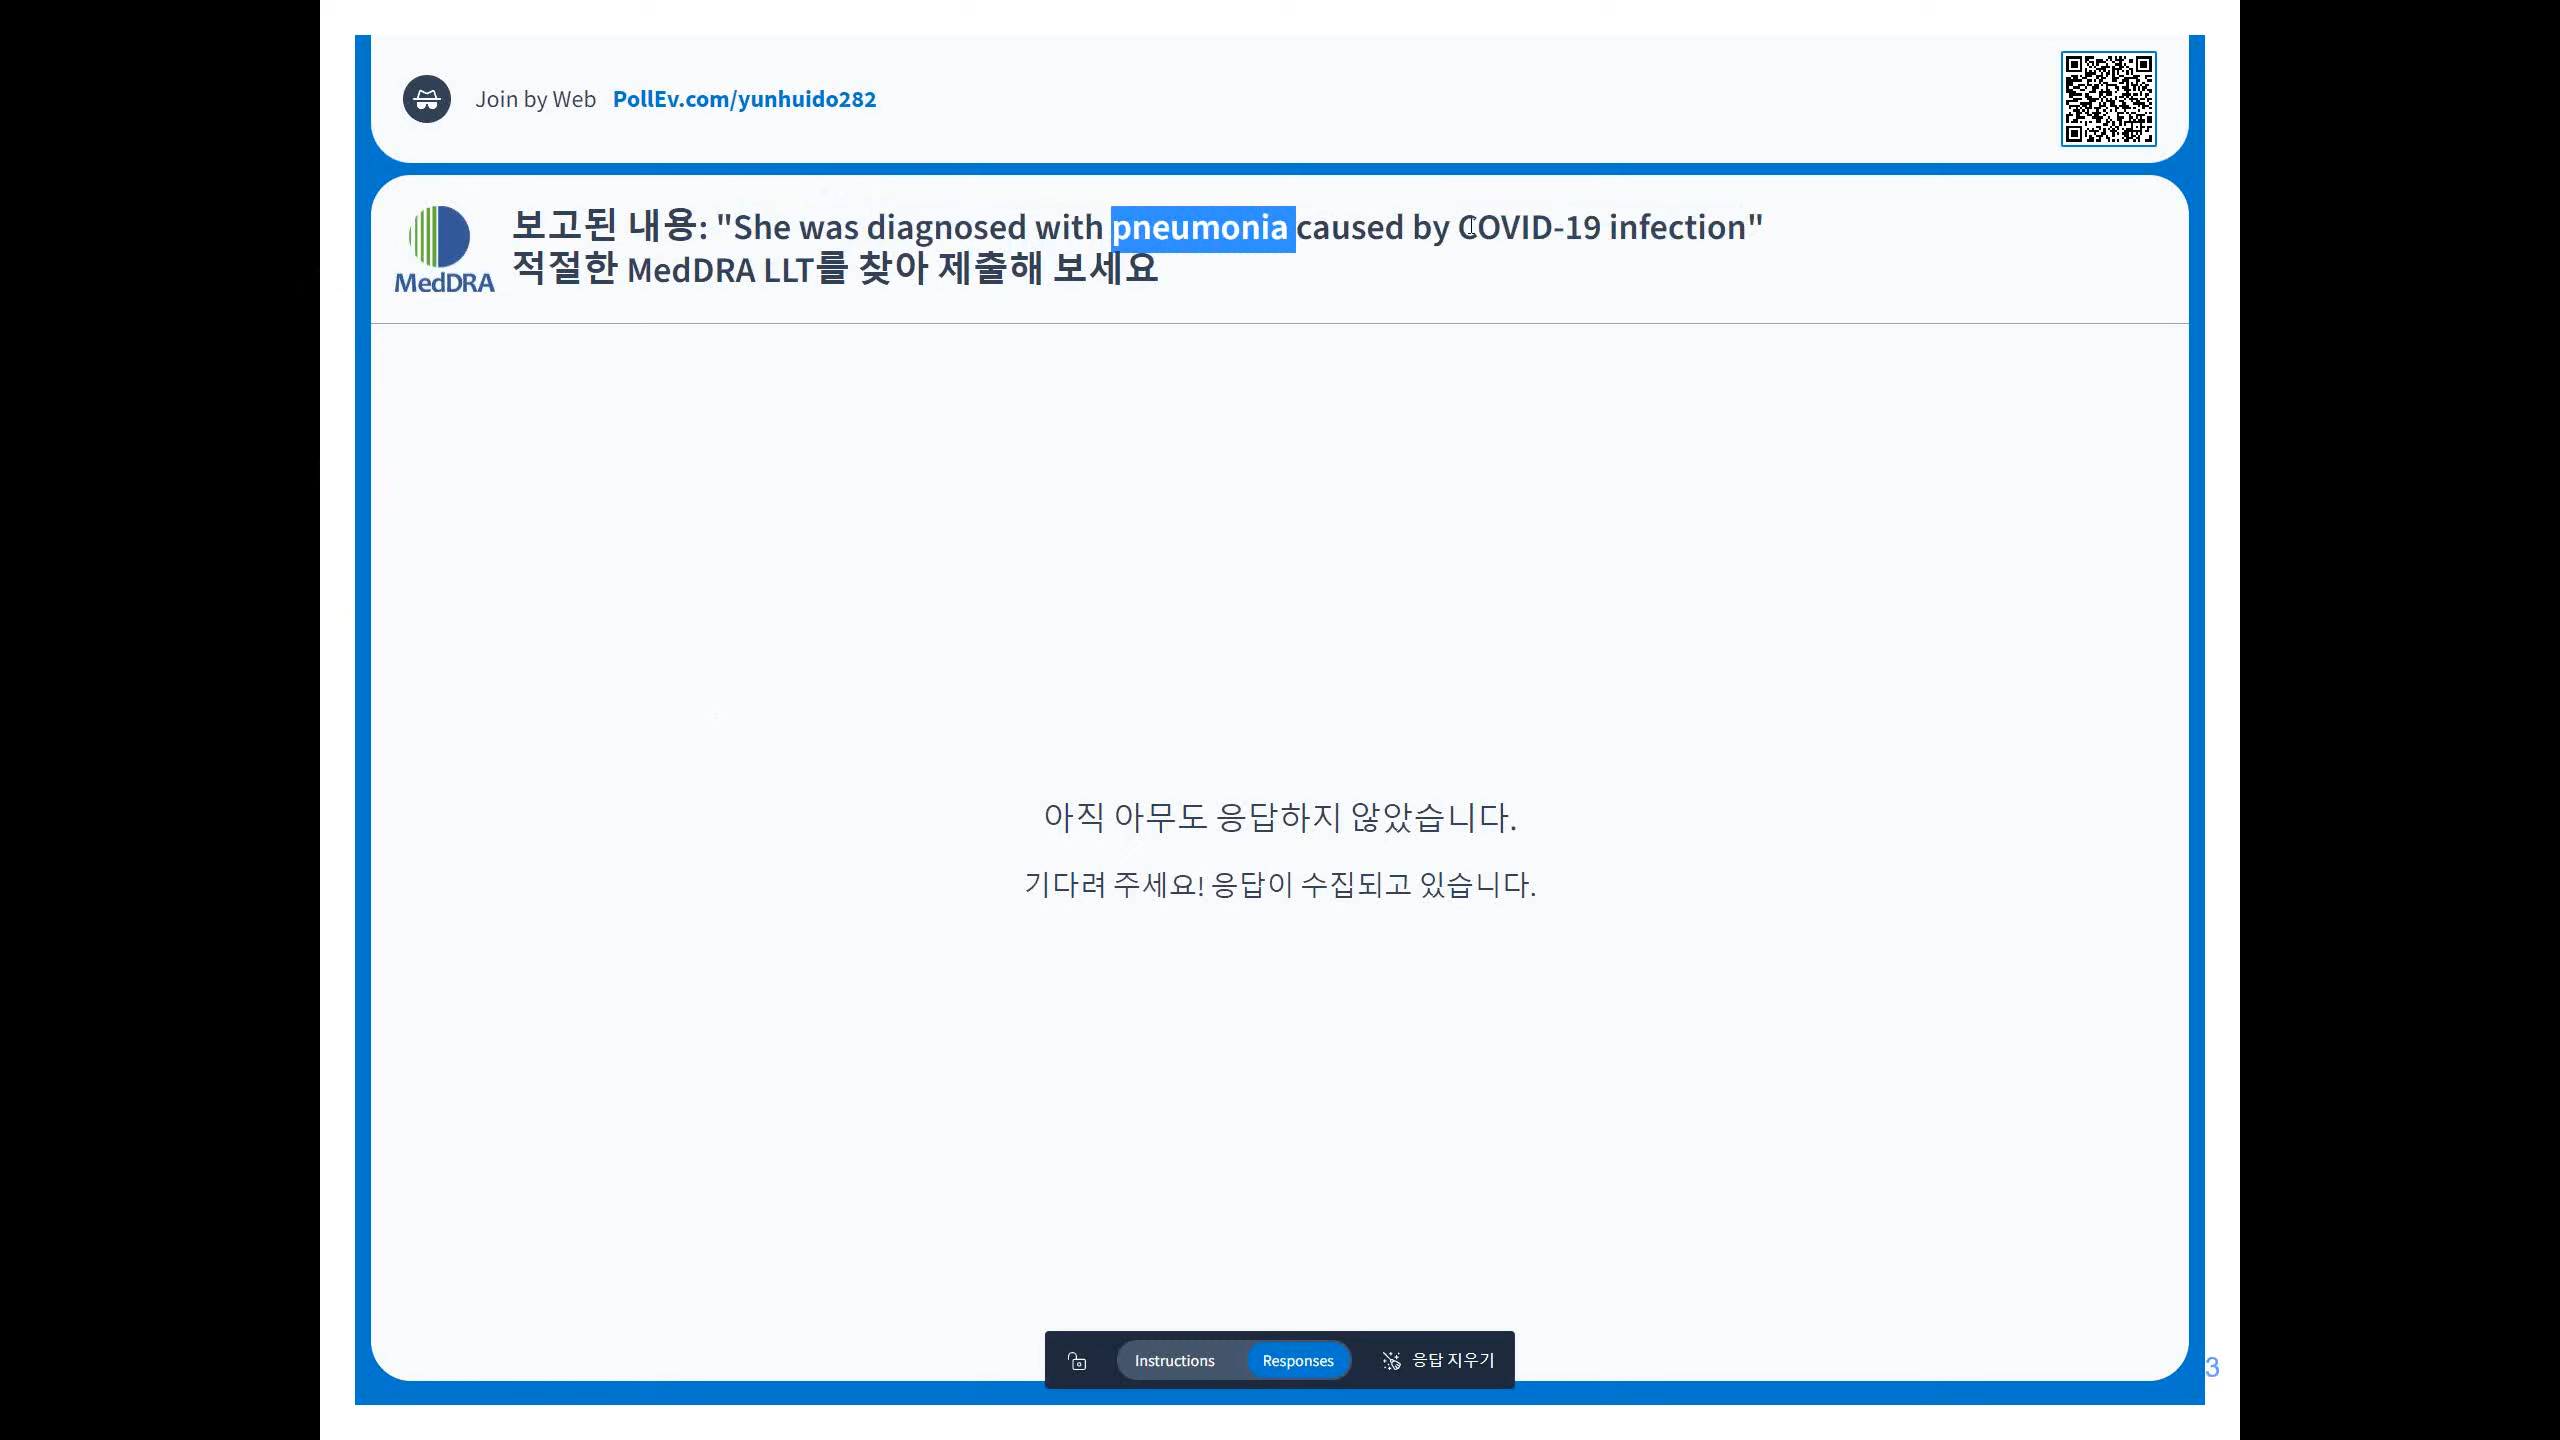 Join by Web PollEv.com/yunhuido282
보고된 내용: "She was diagnosed with pneumonia caused by COVID-19 infection"
적절한 MedDRA LLT를 찾아 제출해 보세요
MedDRA
아직 아무도 응답하지 않았습니다.
기다려 주세요! 응답이 수집되고 있습니다.
Instructions Responses 응답 지우기
3